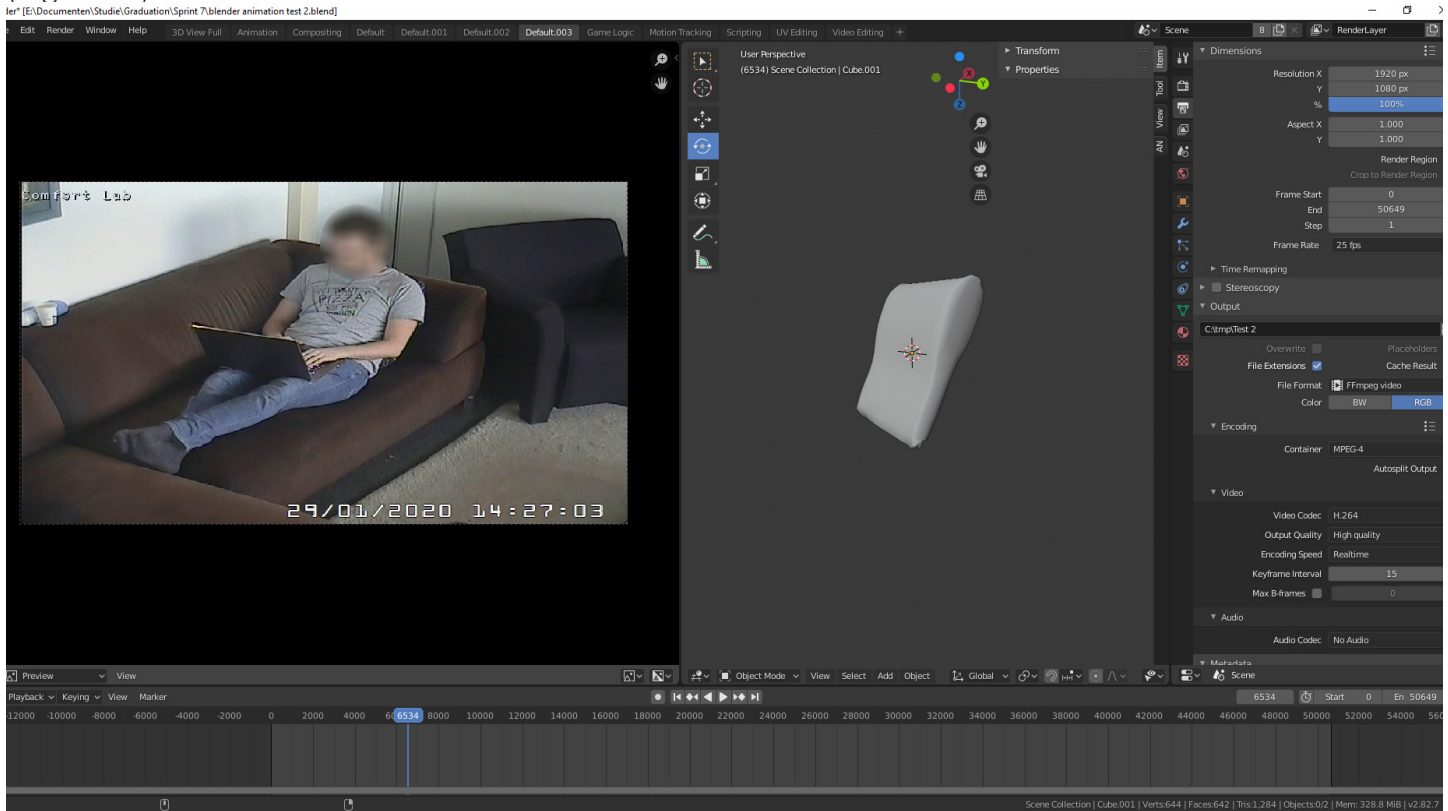 der* [E:\Documenten\Studie\Graduation\Sprint 7\blender animation test 2.blend]
Edit Render Window Help 3D View Full Animation Compositing Default Default.001 Default.002 Default.003 Game Logic Motion Tracking Scripting UV Editing Video Editing + Scene 8 RenderLayer
User Perspective
(6534) Scene Collection | Cube.001
Transform
Properties
X
Y
Z
Item
Tool
View
AN
Dimensions
Resolution X 1920 px
Y 1080 px
% 100%
Aspect X 1.000
Y 1.000
Render Region
Crop to Render Region
Frame Start 0
End 50649
Step 1
Frame Rate 25 fps
Time Remapping
Stereoscopy
Output
C:\tmp\Test 2
Overwrite Placeholders
File Extensions Cache Result
File Format FFmpeg video
Color BW RGB
Encoding
Container MPEG-4
Autosplit Output
Video
Video Codec H.264
Output Quality High quality
Encoding Speed Realtime
Keyframe Interval 15
Max B-frames 0
Audio
Audio Codec No Audio
Metadata
Comfort Lab
PIZZA
29/01/2020 14:27:03
Preview View
Object Mode View Select Add Object Global Scene
Playback Keying View Marker 6534 Start 0 En 50649
-12000 -10000 -8000 -6000 -4000 -2000 0 2000 4000 6534 8000 10000 12000 14000 16000 18000 20000 22000 24000 26000 28000 30000 32000 34000 36000 38000 40000 42000 44000 46000 48000 50000 52000 54000 560
Scene Collection | Cube.001 | Verts:644 | Faces:642 | Tris:1,284 | Objects:0/2 | Mem: 328.8 MiB | v2.82.7